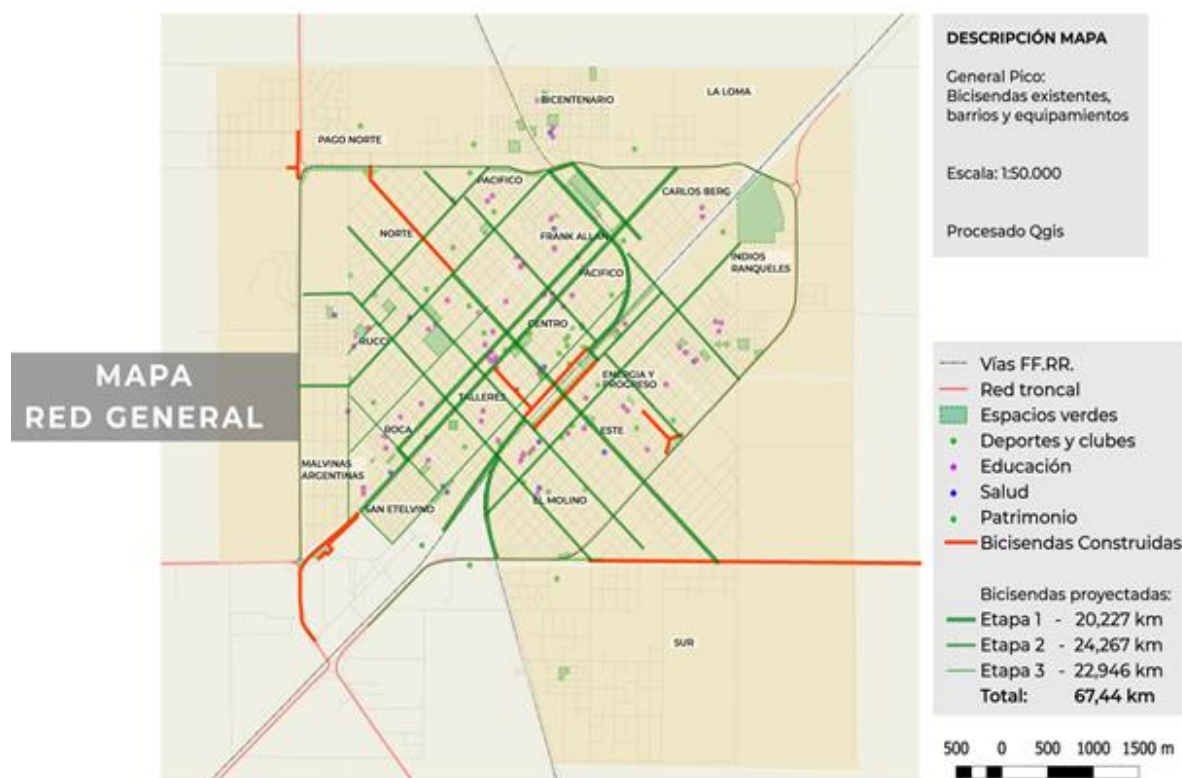 DESCRIPCIÓN MAPA
General Pico:
Bicisendas existentes,
barrios y equipamientos
Escala: 1:50.000
Procesado Qgis
BICENTENARIO
LA LOMA
PAGO NORTE
PACIFICO
CARLOS BERG
NORTE
FRANK ALLAN
INDIOS
RANQUELES
PACIFICO
CENTRO
RUCCI
MAPA
RED GENERAL
ENERGIA Y
PROGRESO
TALLERES
ROCA
ESTE
MALVINAS
ARGENTINAS
SAN ETELVINO
EL MOLINO
SUR
Vías FF.RR.
Red troncal
Espacios verdes
Deportes y clubes
Educación
Salud
Patrimonio
Bicisendas Construidas
Bicisendas proyectadas:
Etapa 1 - 20,227 km
Etapa 2 - 24,267 km
Etapa 3 - 22,946 km
Total: 67,44 km
500 0 500 1000 1500 m